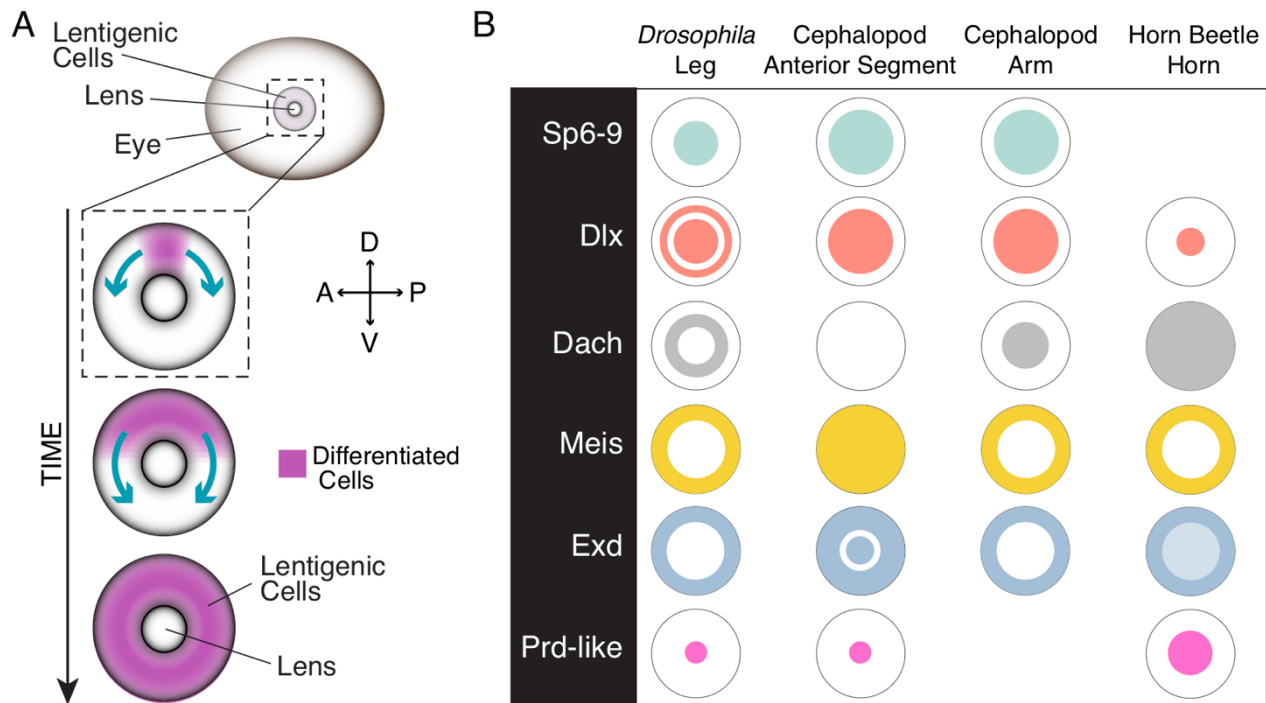 A
Lentigenic
Cells
Lens
Eye
D
A
P
V
TIME
Differentiated
Cells
Lentigenic
Cells
Lens
B
Drosophila
Leg
Cephalopod
Anterior Segment
Cephalopod
Arm
Horn Beetle
Horn
Sp6-9
Dlx
Dach
Meis
Exd
Prd-like